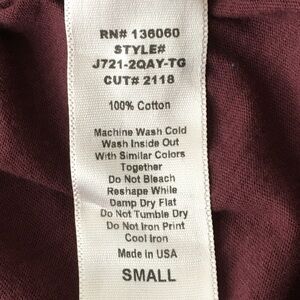 RN# 136060
STYLE#
J721-2QAY-TG
CUT# 2118
100% Cotton
Machine Wash Cold
Wash Inside Out
With Similar Colors
Together
Do Not Bleach
Reshape While
Damp Dry Flat
Do Not Tumble Dry
Do Not Iron Print
Cool Iron
Made in USA
SMALL